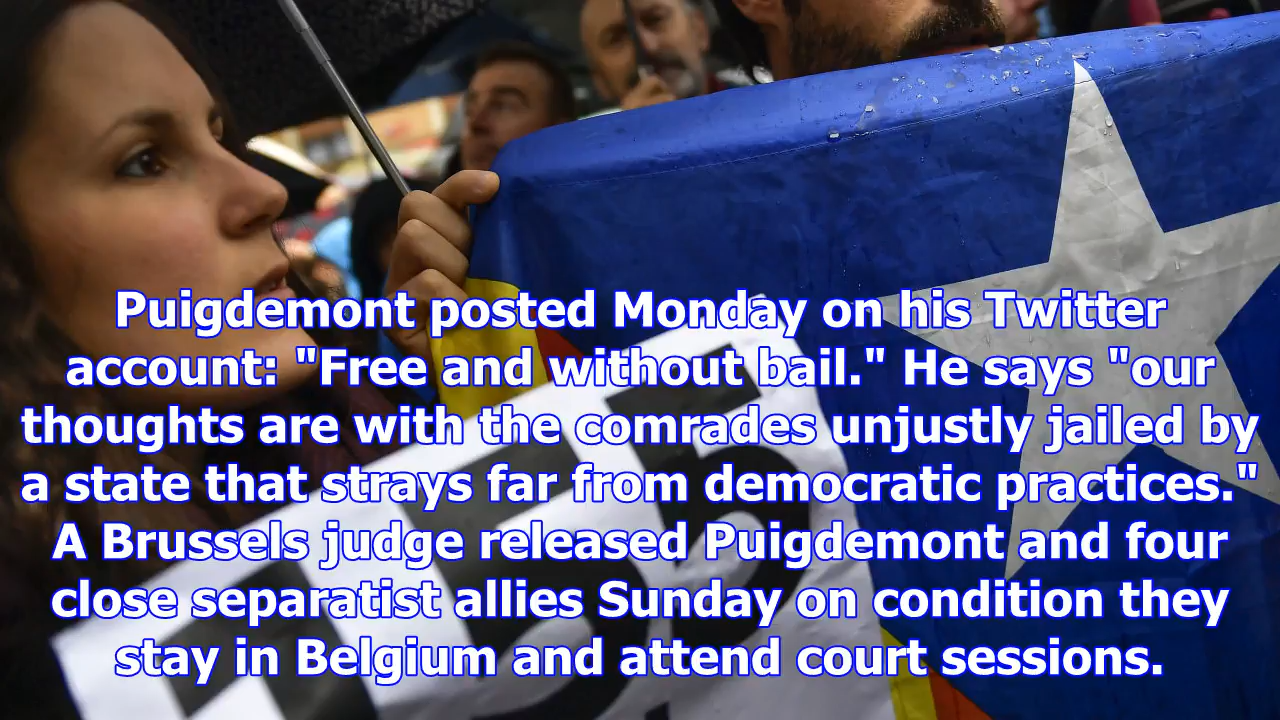 Puigdemont posted Monday on his Twitter
account: "Free and without bail." He says "our
thoughts are with the comrades unjustly jailed by
a state that strays far from democratic practices."
A Brussels judge released Puigdemont and four
close separatist allies Sunday on condition they
stay in Belgium and attend court sessions.